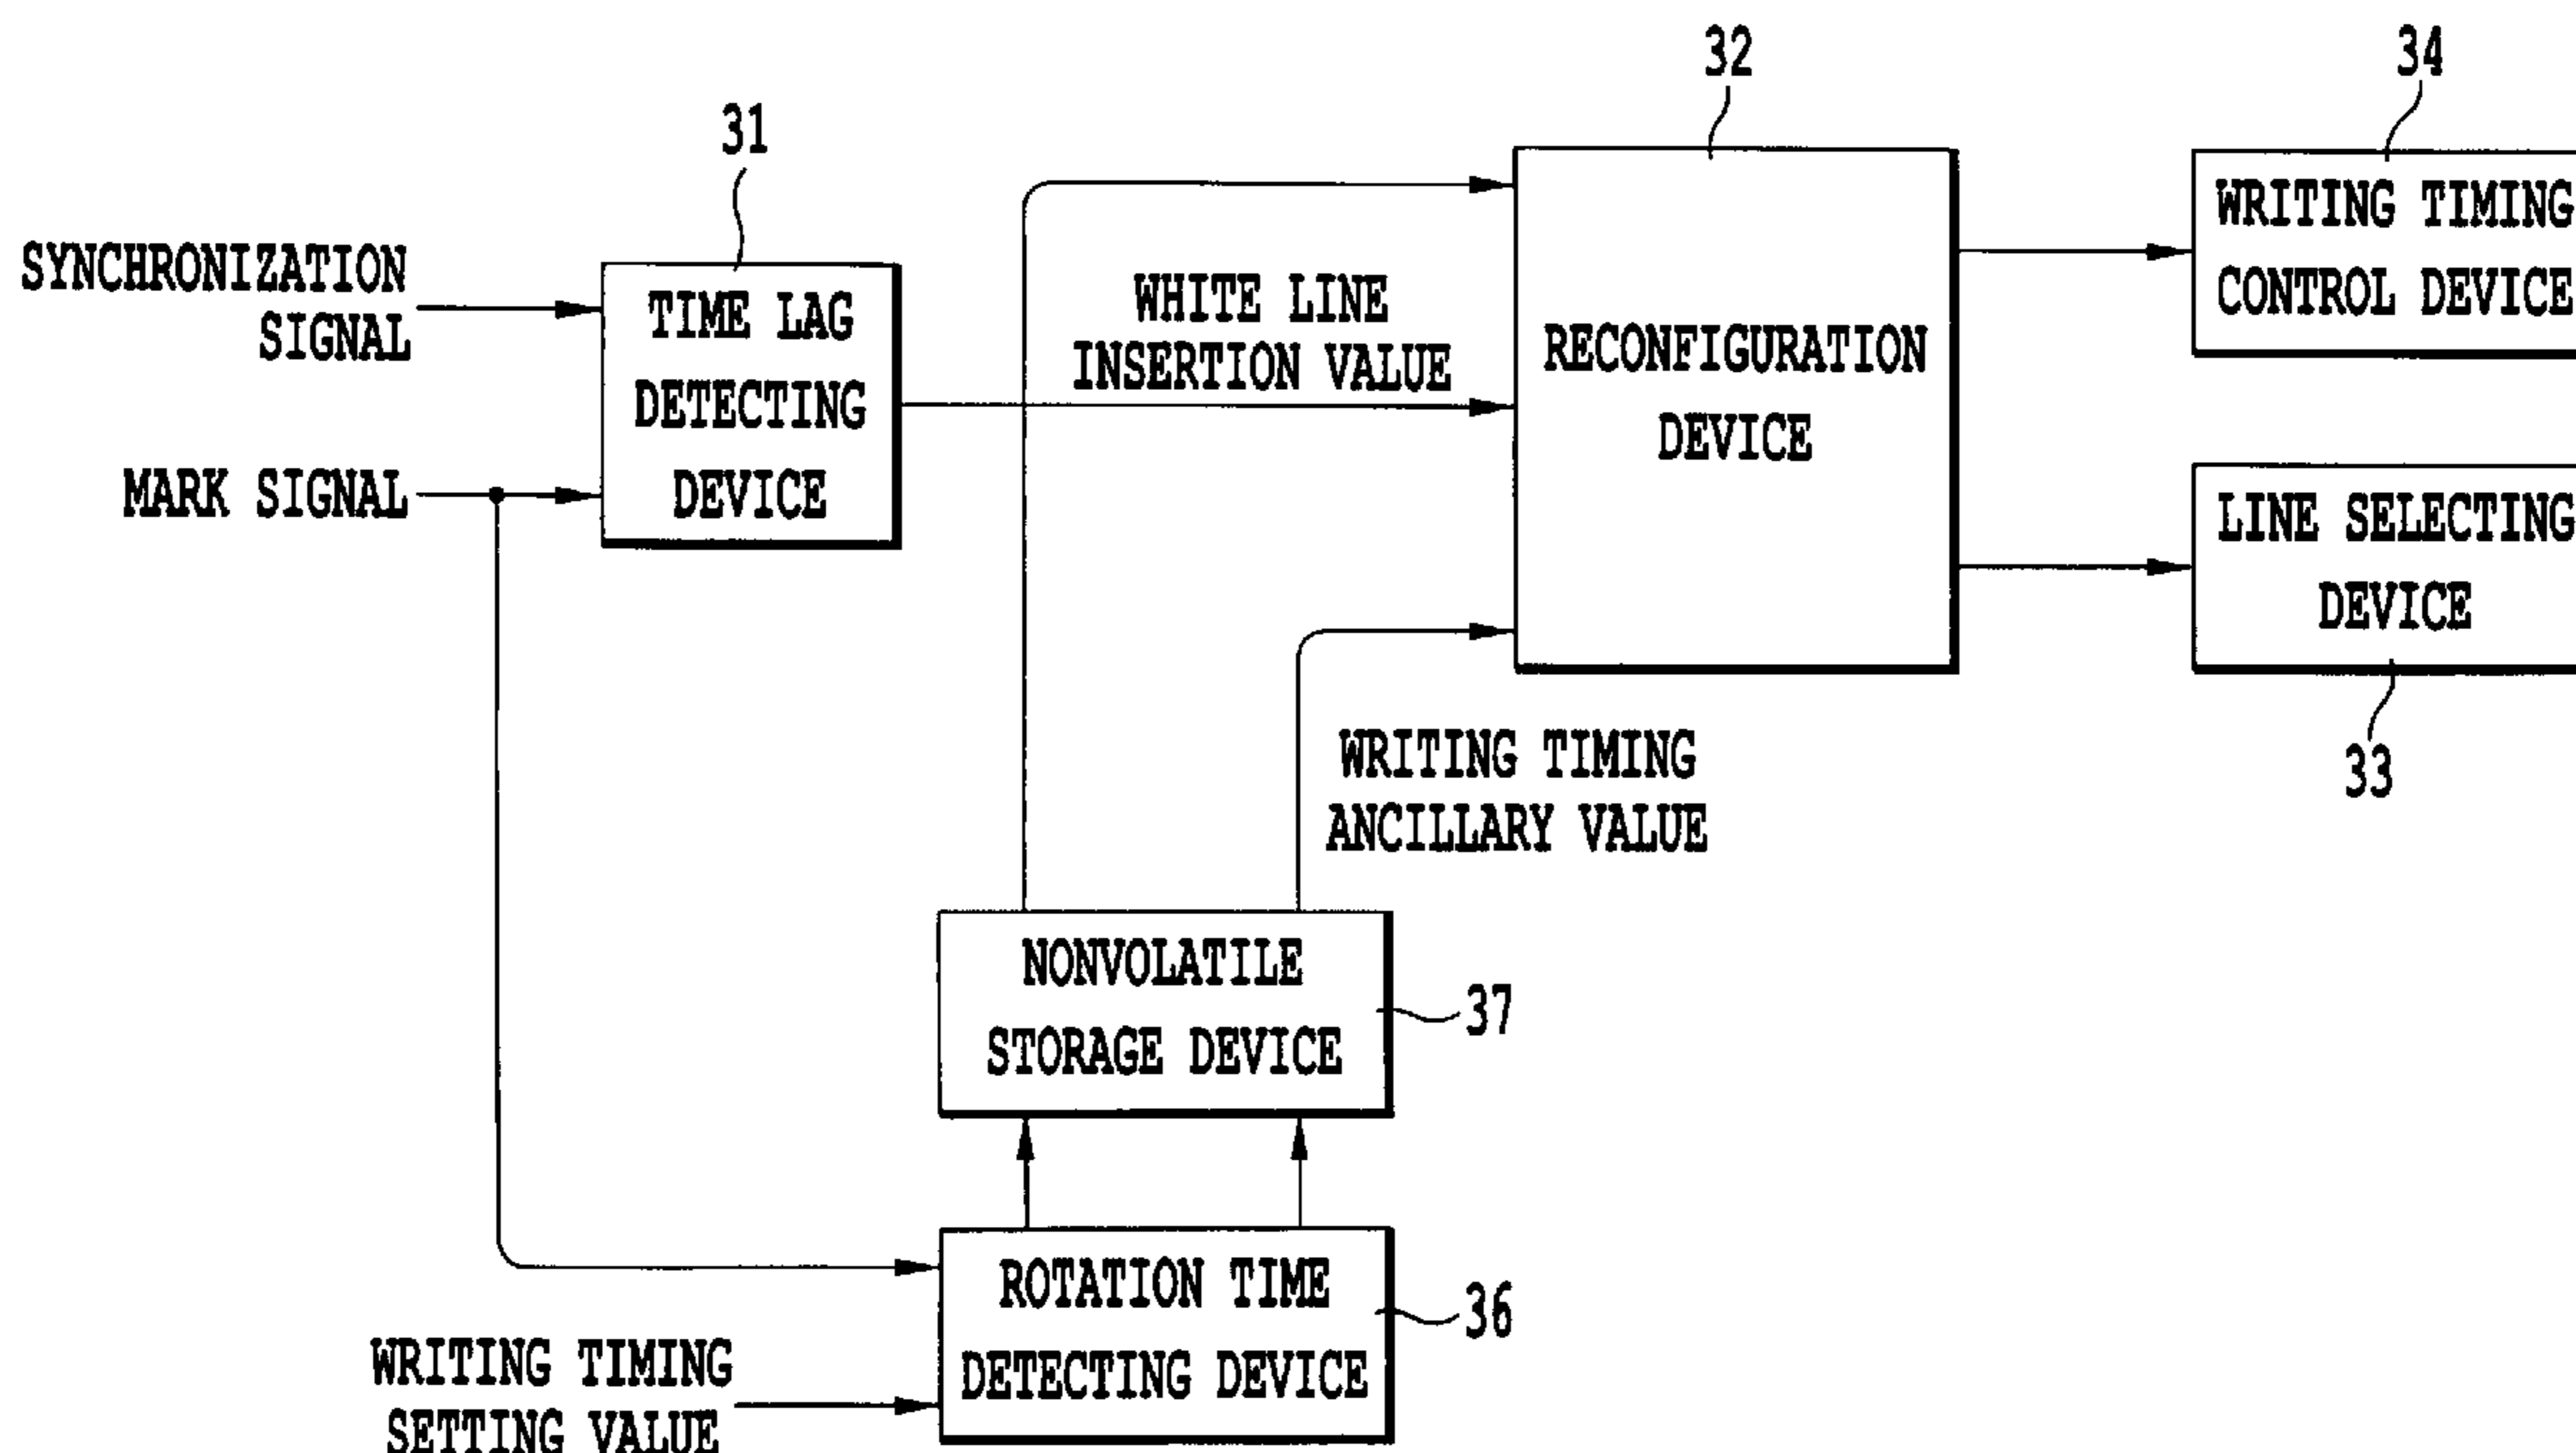 32
34
31
SYNCHRONIZATION
SIGNAL
MARK SIGNAL
TIME LAG
DETECTING
DEVICE
WHITE LINE
INSERTION VALUE
RECONFIGURATION
DEVICE
WRITING TIMING
CONTROL DEVICE
LINE SELECTING
DEVICE
33
WRITING TIMING
ANCILLARY VALUE
NONVOLATILE
STORAGE DEVICE
37
ROTATION TIME
DETECTING DEVICE
36
WRITING TIMING
SETTING VALUE